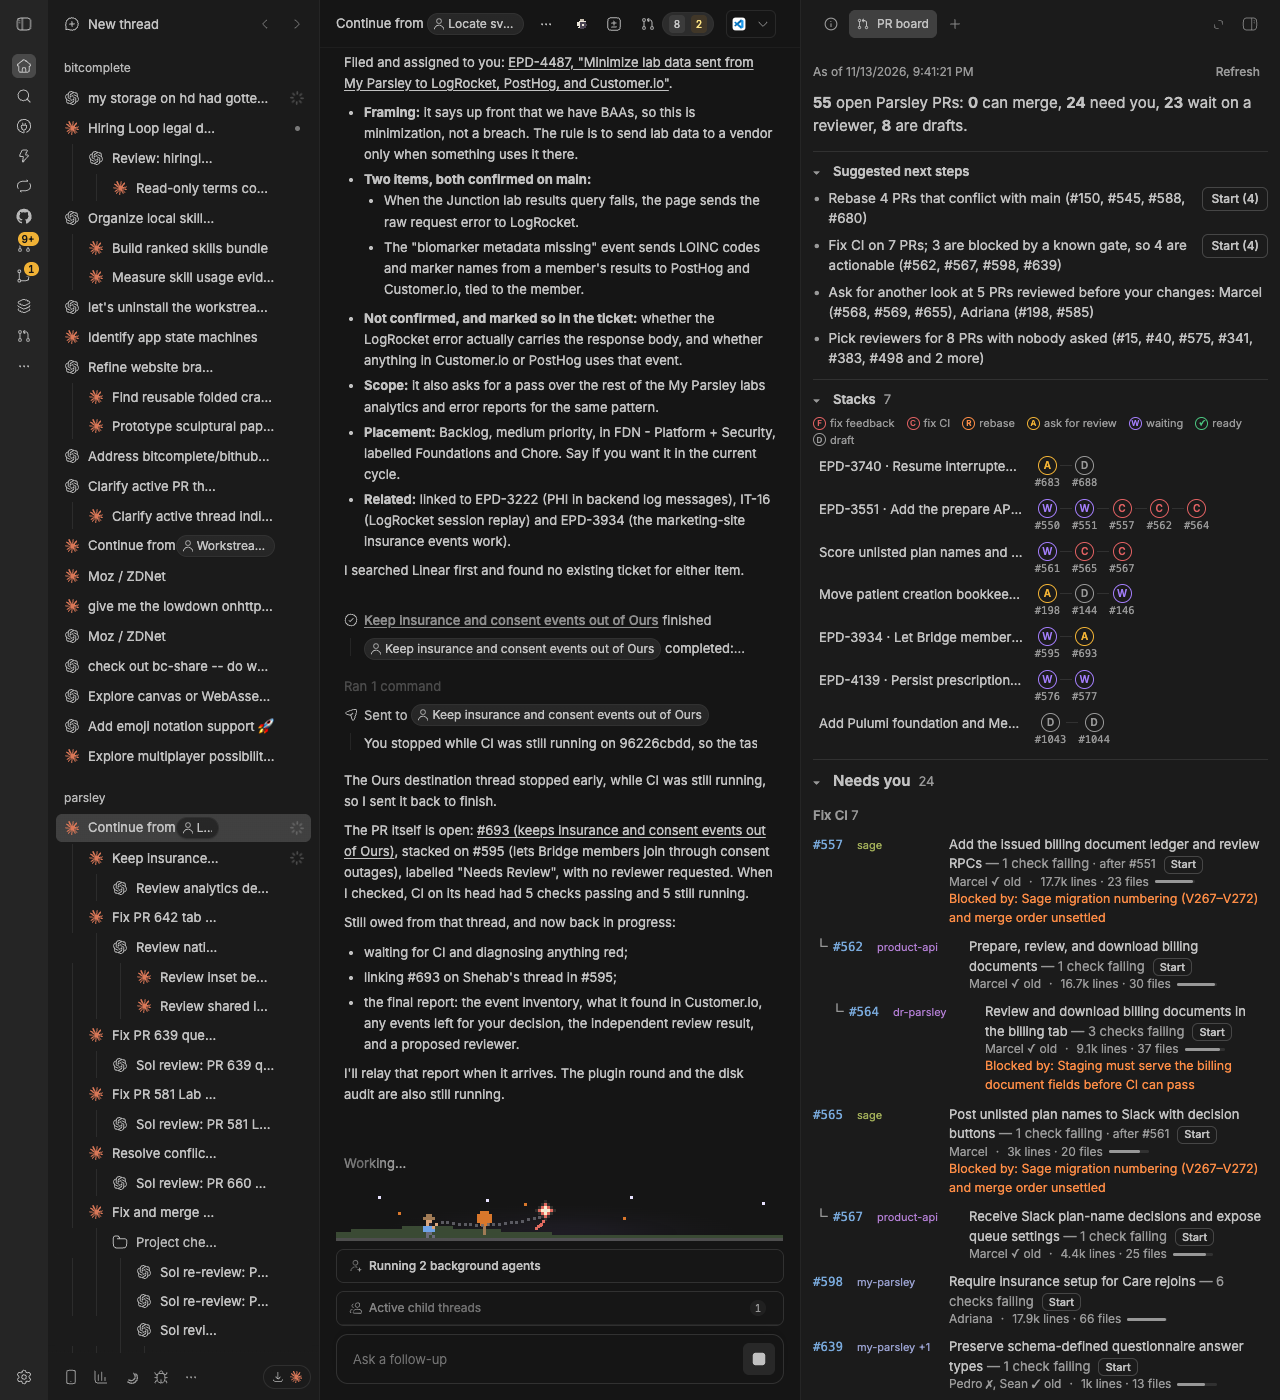 New thread
bitcomplete
my storage on hd had gotte...
Hiring Loop legal d...
Review: hiringl...
Read-only terms co...
Organize local skill...
Build ranked skills bundle
Measure skill usage evid...
let's uninstall the workstrea...
Identify app state machines
Refine website bra...
Find reusable folded cra...
Prototype sculptural pap...
Address bitcomplete/bithub...
Clarify active PR th...
Clarify active thread indi...
Continue from Workstrea...
Moz / ZDNet
give me the lowdown onhttp...
Moz / ZDNet
check out bc-share -- do w...
Explore canvas or WebAsse...
Add emoji notation support 🚀
Explore multiplayer possibilit...
parsley
Continue from L...
Keep insurance...
Review analytics de...
Fix PR 642 tab ...
Review nati...
Review inset be...
Review shared i...
Fix PR 639 que...
Sol review: PR 639 q...
Fix PR 581 Lab ...
Sol review: PR 581 L...
Resolve conflic...
Sol review: PR 660 ...
Fix and merge ...
Project che...
Sol re-review: P...
Sol re-review: P...
Sol revi...
9+
1
Continue from Locate sv...
8 2
Filed and assigned to you: EPD-4487, "Minimize lab data sent from
My Parsley to LogRocket, PostHog, and Customer.io".
• Framing: it says up front that we have BAAs, so this is
minimization, not a breach. The rule is to send lab data to a vendor
only when something uses it there.
• Two items, both confirmed on main:
• When the Junction lab results query fails, the page sends the
raw request error to LogRocket.
• The "biomarker metadata missing" event sends LOINC codes
and marker names from a member's results to PostHog and
Customer.io, tied to the member.
• Not confirmed, and marked so in the ticket: whether the
LogRocket error actually carries the response body, and whether
anything in Customer.io or PostHog uses that event.
• Scope: it also asks for a pass over the rest of the My Parsley labs
analytics and error reports for the same pattern.
• Placement: Backlog, medium priority, in FDN - Platform + Security,
labelled Foundations and Chore. Say if you want it in the current
cycle.
• Related: linked to EPD-3222 (PHI in backend log messages), IT-16
(LogRocket session replay) and EPD-3934 (the marketing-site
insurance events work).
I searched Linear first and found no existing ticket for either item.
Keep insurance and consent events out of Ours finished
Keep insurance and consent events out of Ours completed:...
Ran 1 command
Sent to Keep insurance and consent events out of Ours
You stopped while CI was still running on 96226cbdd, so the tas
The Ours destination thread stopped early, while CI was still running,
so I sent it back to finish.
The PR itself is open: #693 (keeps insurance and consent events out
of Ours), stacked on #595 (lets Bridge members join through consent
outages), labelled "Needs Review", with no reviewer requested. When
I checked, CI on its head had 5 checks passing and 5 still running.
Still owed from that thread, and now back in progress:
• waiting for CI and diagnosing anything red;
• linking #693 on Shehab's thread in #595;
• the final report: the event inventory, what it found in Customer.io,
any events left for your decision, the independent review result,
and a proposed reviewer.
I'll relay that report when it arrives. The plugin round and the disk
audit are also still running.
Working...
Running 2 background agents
Active child threads 1
Ask a follow-up
PR board
As of 11/13/2026, 9:41:21 PM Refresh
55 open Parsley PRs: 0 can merge, 24 need you, 23 wait on a
reviewer, 8 are drafts.
Suggested next steps
• Rebase 4 PRs that conflict with main (#150, #545, #588,
#680) Start (4)
• Fix CI on 7 PRs; 3 are blocked by a known gate, so 4 are
actionable (#562, #567, #598, #639) Start (4)
• Ask for another look at 5 PRs reviewed before your changes: Marcel
(#568, #569, #655), Adriana (#198, #585)
• Pick reviewers for 8 PRs with nobody asked (#15, #40, #575, #341,
#383, #498 and 2 more)
Stacks 7
F fix feedback C fix CI R rebase A ask for review W waiting ✓ ready
D draft
EPD-3740 · Resume interrupte... A D
#683 #688
EPD-3551 · Add the prepare AP... W W C C C
#550 #551 #557 #562 #564
Score unlisted plan names and ... W C C
#561 #565 #567
Move patient creation bookkee... A D W
#198 #144 #146
EPD-3934 · Let Bridge member... W A
#595 #693
EPD-4139 · Persist prescription... W W
#576 #577
Add Pulumi foundation and Me... D D
#1043 #1044
Needs you 24
Fix CI 7
#557 sage Add the issued billing document ledger and review
RPCs — 1 check failing · after #551 Start
Marcel ✓ old · 17.7k lines · 23 files
Blocked by: Sage migration numbering (V267–V272)
and merge order unsettled
└ #562 product-api Prepare, review, and download billing
documents — 1 check failing Start
Marcel ✓ old · 16.7k lines · 30 files
└ #564 dr-parsley Review and download billing documents in
the billing tab — 3 checks failing Start
Marcel ✓ old · 9.1k lines · 37 files
Blocked by: Staging must serve the billing
document fields before CI can pass
#565 sage Post unlisted plan names to Slack with decision
buttons — 1 check failing · after #561 Start
Marcel · 3k lines · 20 files
Blocked by: Sage migration numbering (V267–V272)
and merge order unsettled
└ #567 product-api Receive Slack plan-name decisions and expose
queue settings — 1 check failing Start
Marcel ✓ old · 4.4k lines · 25 files
#598 my-parsley Require insurance setup for Care rejoins — 6
checks failing Start
Adriana · 17.9k lines · 66 files
#639 my-parsley +1 Preserve schema-defined questionnaire answer
types — 1 check failing Start
Pedro ✗, Sean ✓ old · 1k lines · 13 files